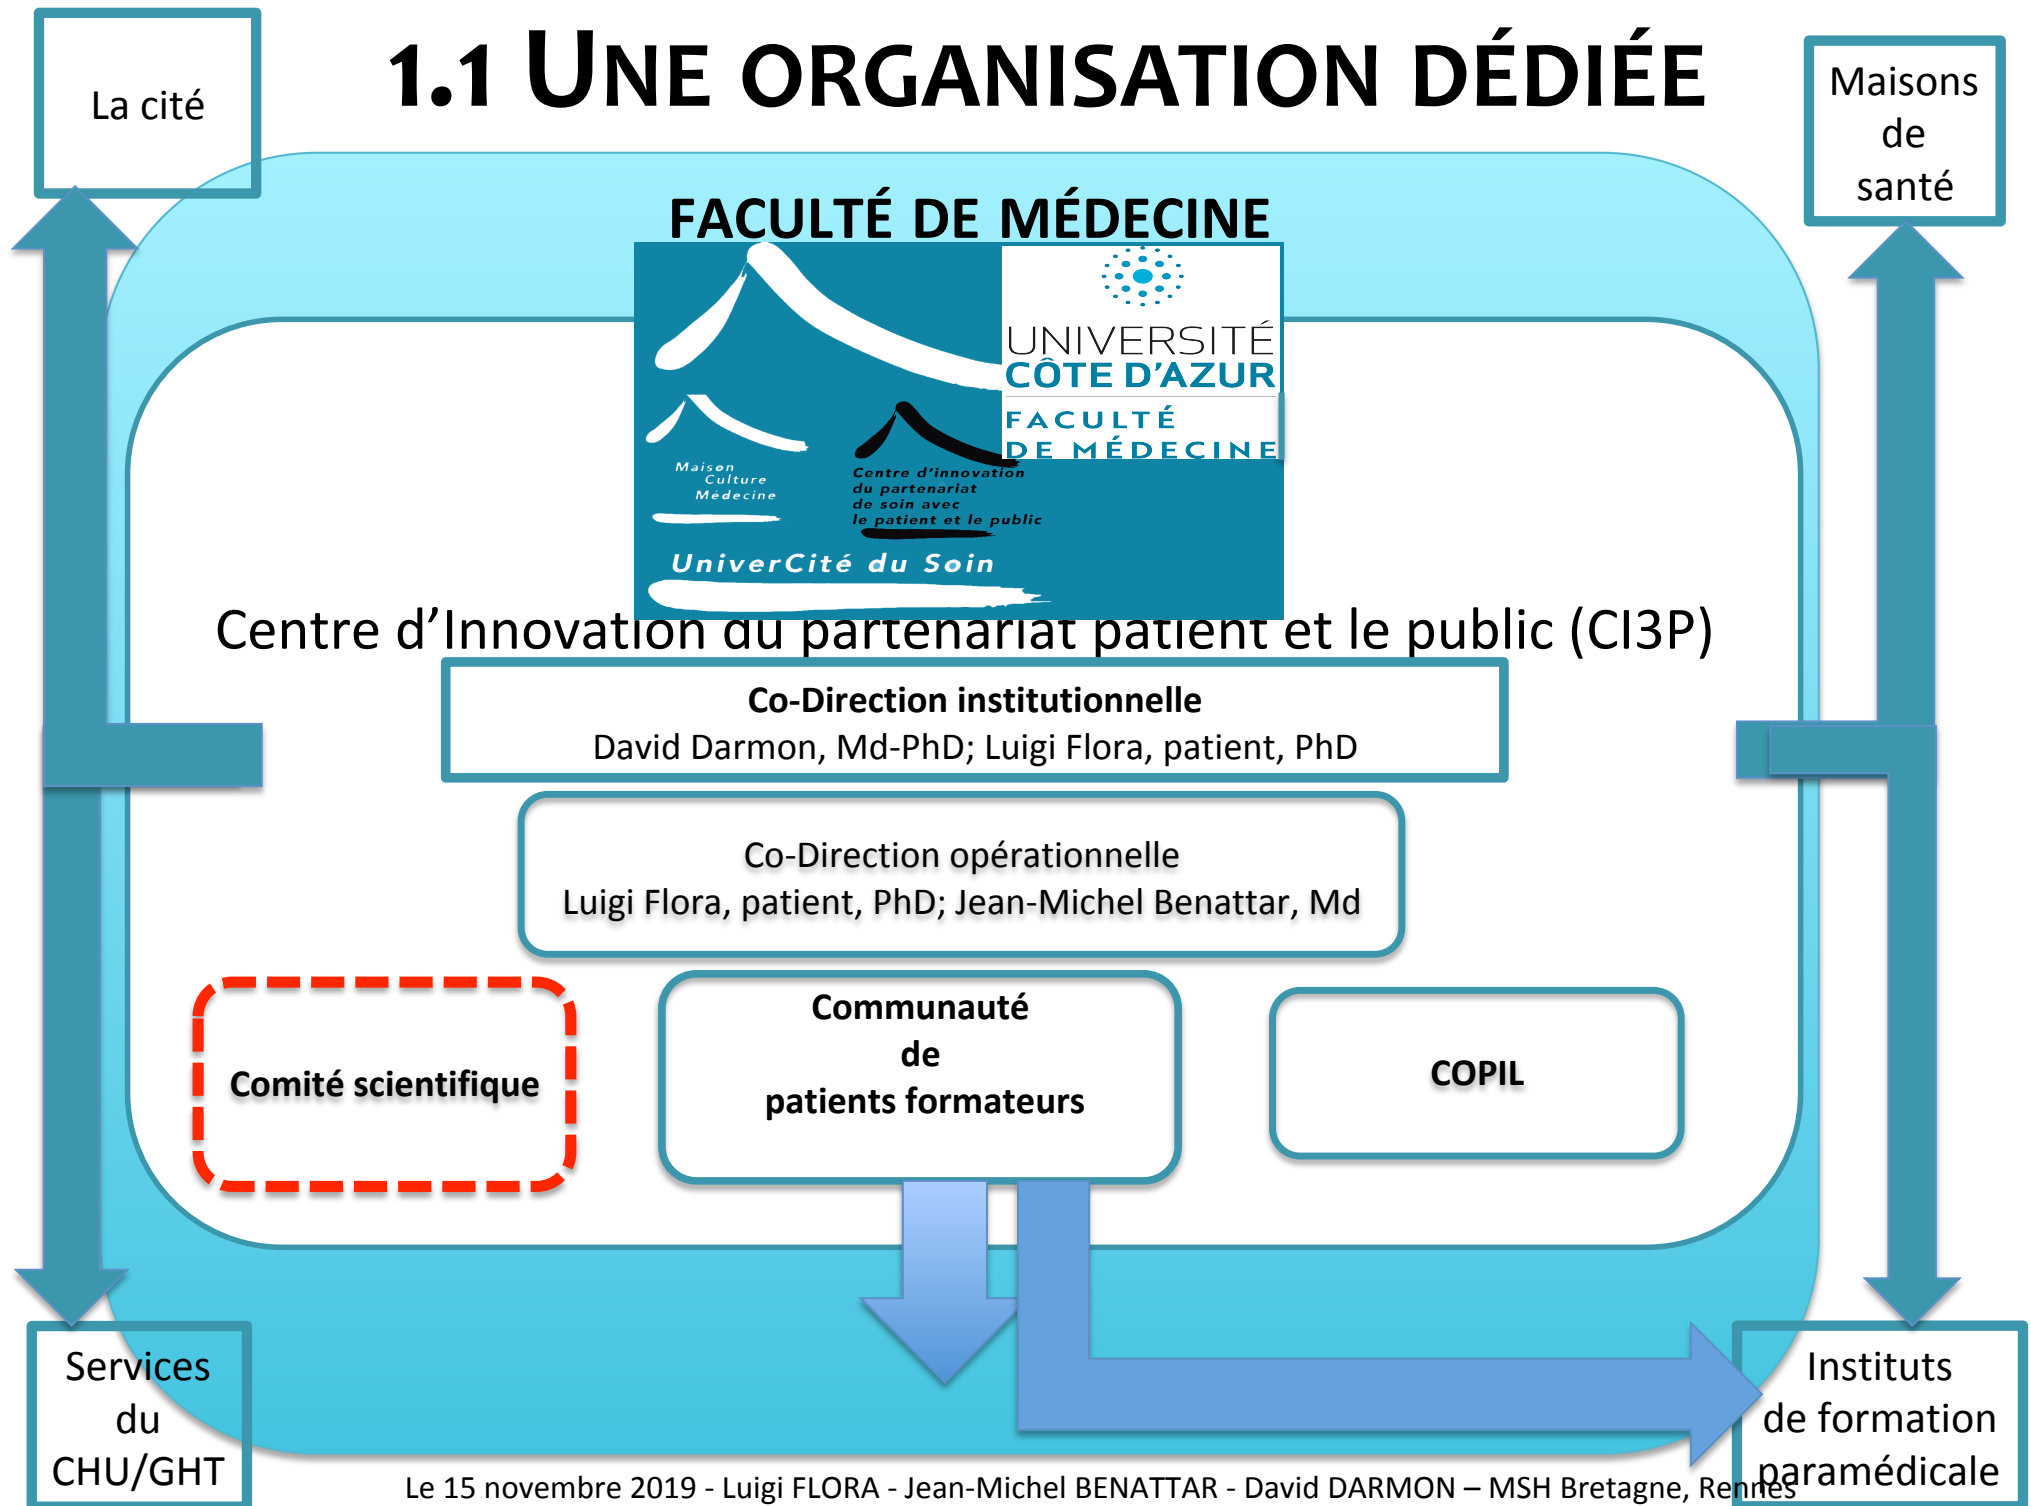 1.1 UNE ORGANISATION DÉDIÉE
La cité
Maisons
de
santé
FACULTÉ DE MÉDECINE
UNIVERSITÉ
CÔTE D'AZUR
FACULTÉ
DE MÉDECINE
Maison
Culture
Médecine
Centre d'innovation
du partenariat
de soin avec
le patient et le public
UniverCité du Soin
Centre d’Innovation du partenariat patient et le public (CI3P)
Co-Direction institutionnelle
David Darmon, Md-PhD; Luigi Flora, patient, PhD
Co-Direction opérationnelle
Luigi Flora, patient, PhD; Jean-Michel Benattar, Md
Comité scientifique
Communauté
de
patients formateurs
COPIL
Services
du
CHU/GHT
Instituts
de formation
paramédicale
Le 15 novembre 2019 - Luigi FLORA - Jean-Michel BENATTAR - David DARMON – MSH Bretagne, Rennes